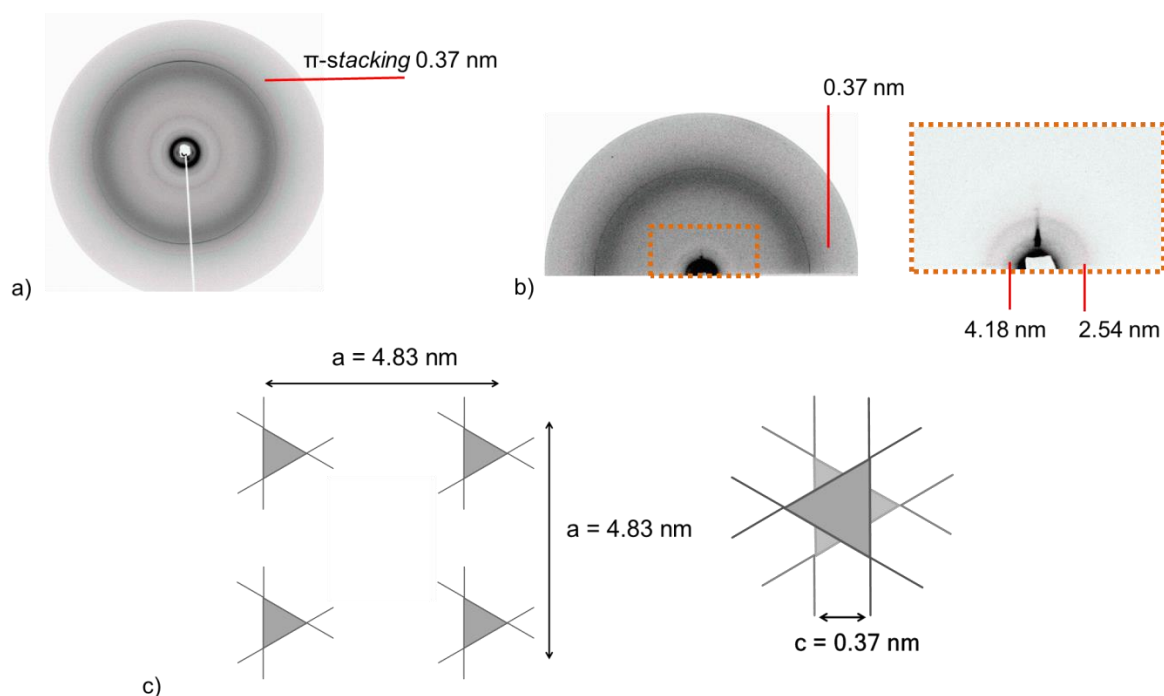 π-stacking 0.37 nm
a)
0.37 nm
b)
4.18 nm
2.54 nm
a = 4.83 nm
a = 4.83 nm
c = 0.37 nm
c)